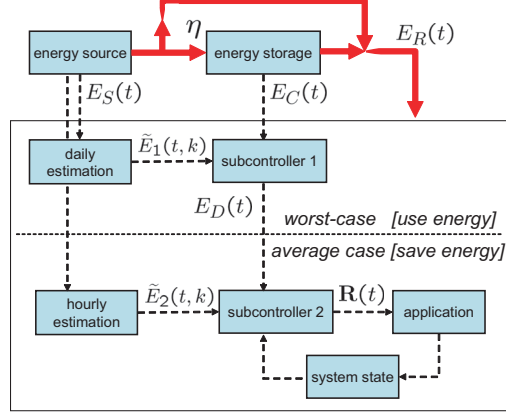 η
E_R(t)
energy source
energy storage
E_S(t)
E_C(t)
daily
estimation
Ẽ_1(t, k)
subcontroller 1
E_D(t)
worst-case [use energy]
average case [save energy]
hourly
estimation
Ẽ_2(t, k)
subcontroller 2
R(t)
application
system state